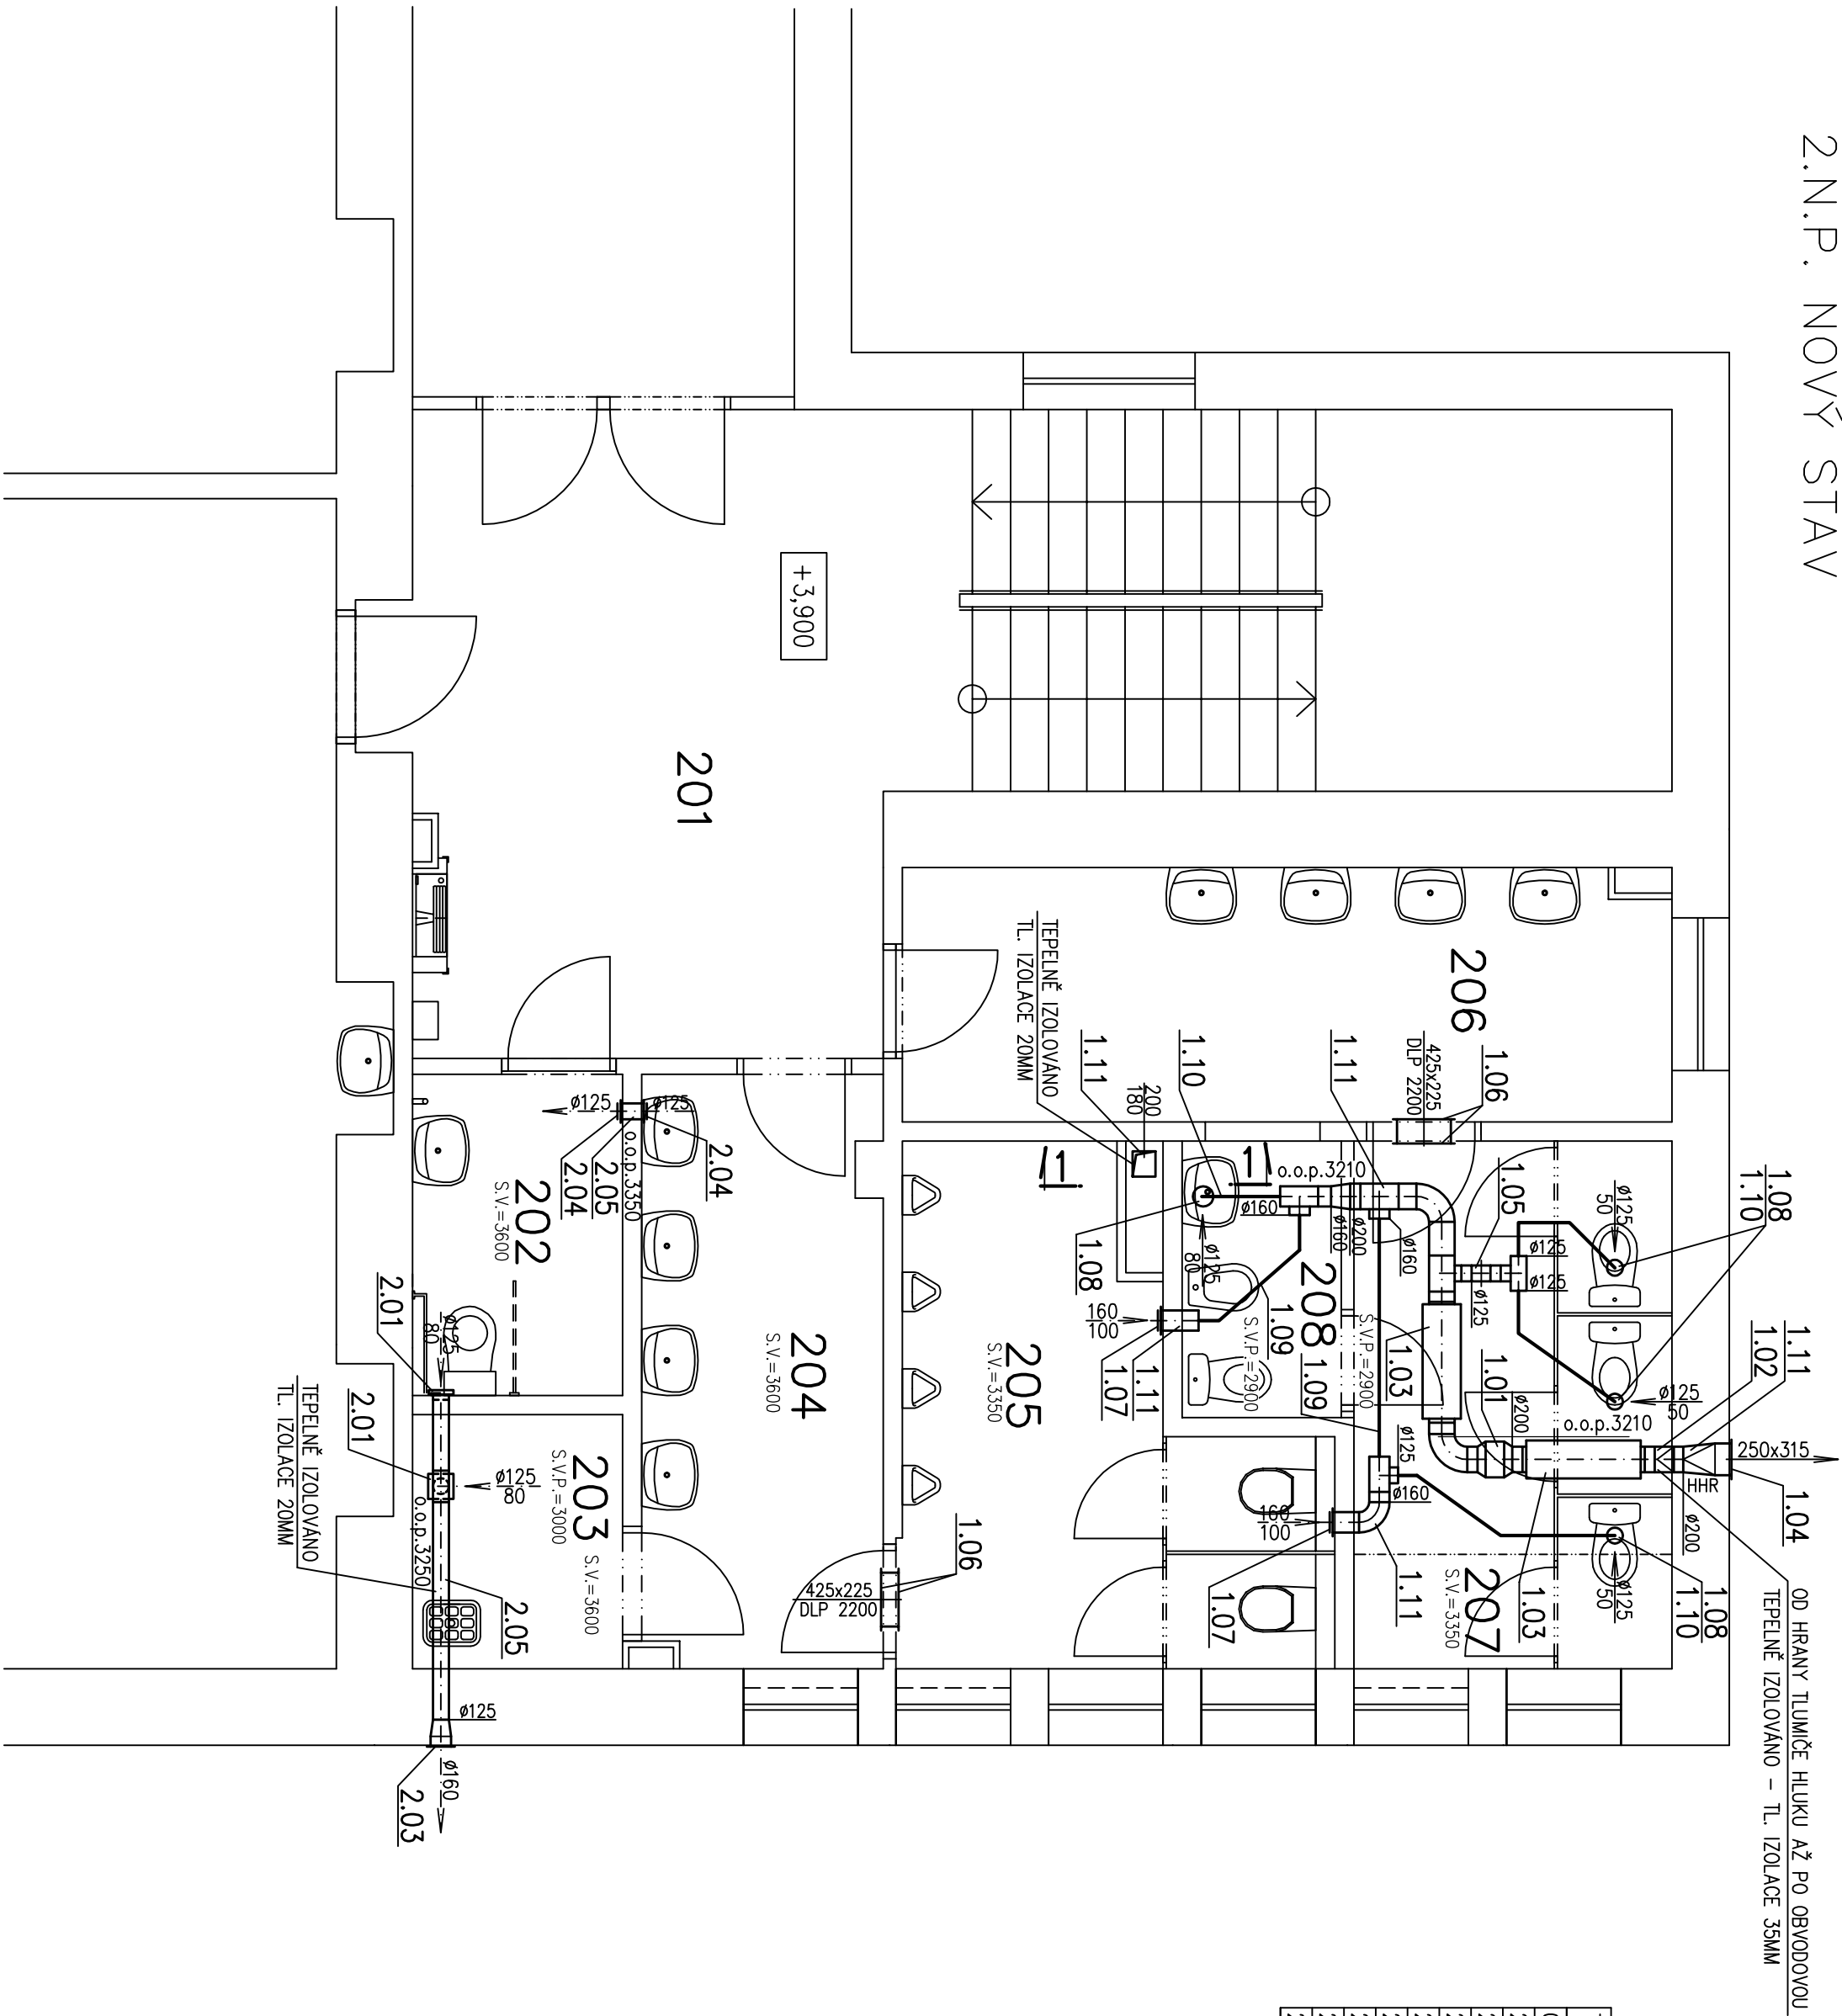 2.N.P. NOVÝ STAV
OD HRANY TLUMIČE HLUKU AŽ PO OBVODOVOU
TEPELNĚ IZOLOVÁNO - TL. IZOLACE 35MM
1.08
1.10
1.11
1.02
1.04
250x315
HHR
ø200
ø125
50
ø125
50
ø125
50
1.08
1.10
o.o.p.3210
1.03
207
S.V.=3350
1.01
ø200
1.05
ø125
ø125
ø125
206
1.06
425x225
DLP 2200
1.11
1.10
1.11
200
180
TEPELNĚ IZOLOVÁNO
TL. IZOLACE 20MM
o.o.p.3210
1
1
ø160
ø160
ø200
ø160
ø125
80
1.08
208
S.V.P.=2900
S.V.P.=2900
1.03
1.09
1.09
160
100
1.11
1.07
ø125
ø160
160
100
1.11
1.07
205
S.V.=3350
1.06
425x225
DLP 2200
+3,900
201
204
S.V.=3600
2.04
ø125
ø125
o.o.p.3350
2.05
2.04
202
S.V.=3600
2.01
ø125
80
203
S.V.P.=3000
S.V.=3600
ø125
80
o.o.p.3250
2.05
2.01
TEPELNĚ IZOLOVÁNO
TL. IZOLACE 20MM
ø125
ø160
2.03